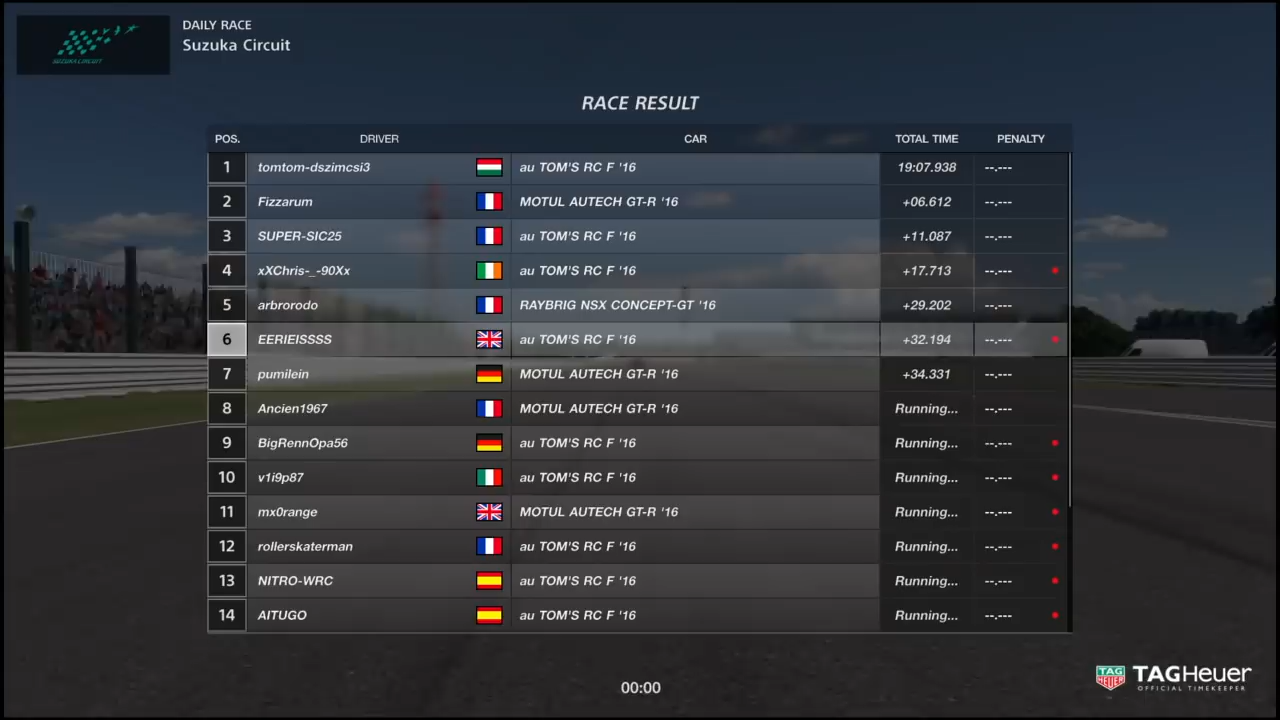 DAILY RACE
Suzuka Circuit
SUZUKA CIRCUIT
RACE RESULT
POS. DRIVER CAR TOTAL TIME PENALTY
1 tomtom-dszimcsi3 au TOM'S RC F '16 19:07.938 --.---
2 Fizzarum MOTUL AUTECH GT-R '16 +06.612 --.---
3 SUPER-SIC25 au TOM'S RC F '16 +11.087 --.---
4 xXChris-_-90Xx au TOM'S RC F '16 +17.713 --.---
5 arbrorodo RAYBRIG NSX CONCEPT-GT '16 +29.202 --.---
6 EERIEISSSS au TOM'S RC F '16 +32.194 --.---
7 pumilein MOTUL AUTECH GT-R '16 +34.331 --.---
8 Ancien1967 MOTUL AUTECH GT-R '16 Running... --.---
9 BigRennOpa56 au TOM'S RC F '16 Running... --.---
10 v1i9p87 au TOM'S RC F '16 Running... --.---
11 mx0range MOTUL AUTECH GT-R '16 Running... --.---
12 rollerskaterman au TOM'S RC F '16 Running... --.---
13 NITRO-WRC au TOM'S RC F '16 Running... --.---
14 AITUGO au TOM'S RC F '16 Running... --.---
00:00
TAG HEUER TAGHeuer
OFFICIAL TIMEKEEPER